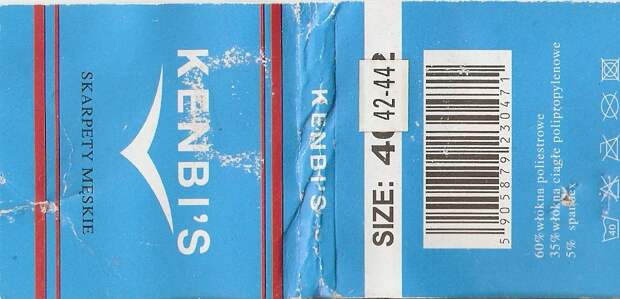 KENBI'S
SKARPETY MĘSKIE
KENBI'S
SIZE: 42-44
5 905879 230471
60% włókna poliestrowe
35% włókna ciągłe polipropylenowe
5% spandex
40